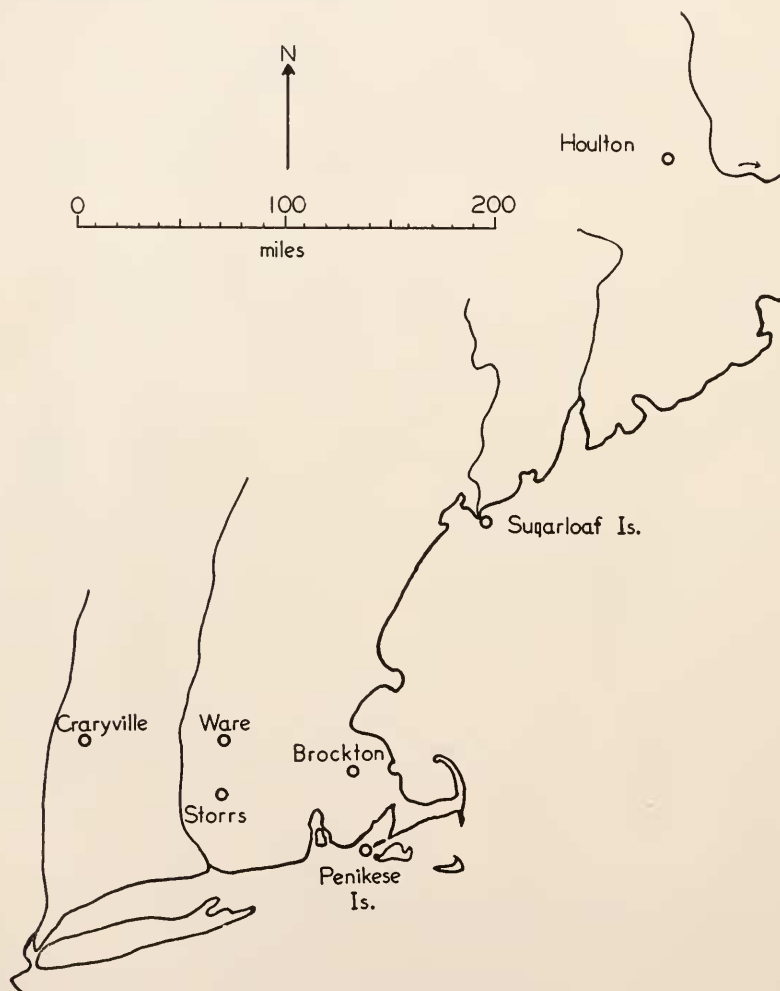 N
Houlton
0 100 200
miles
Sugarloaf Is.
Craryville
Ware
Brockton
Storrs
Penikese
Is.